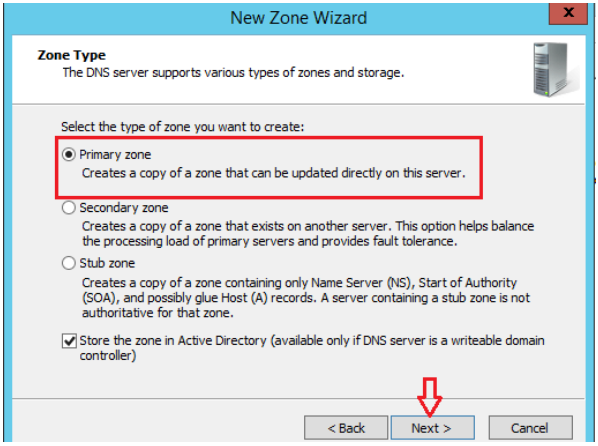 New Zone Wizard
x
Zone Type
The DNS server supports various types of zones and storage.
Select the type of zone you want to create:
Primary zone
Creates a copy of a zone that can be updated directly on this server.
Secondary zone
Creates a copy of a zone that exists on another server. This option helps balance
the processing load of primary servers and provides fault tolerance.
Stub zone
Creates a copy of a zone containing only Name Server (NS), Start of Authority
(SOA), and possibly glue Host (A) records. A server containing a stub zone is not
authoritative for that zone.
Store the zone in Active Directory (available only if DNS server is a writeable domain
controller)
< Back Next > Cancel